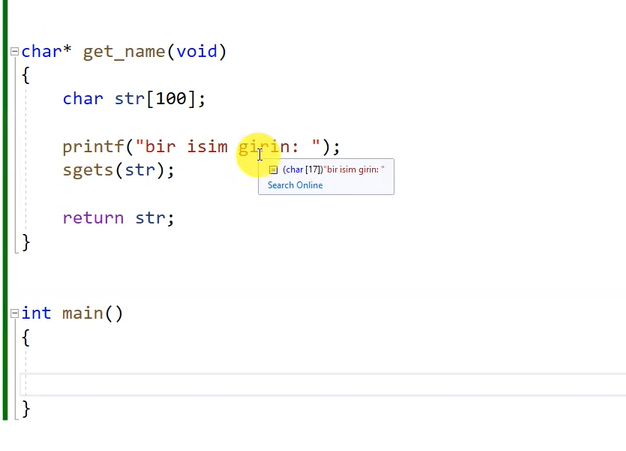 char* get_name(void)
{
char str[100];
printf("bir isim girin: ");
sgets(str);
(char [17])"bir isim girin: "
Search Online
return str;
}
int main()
{
}